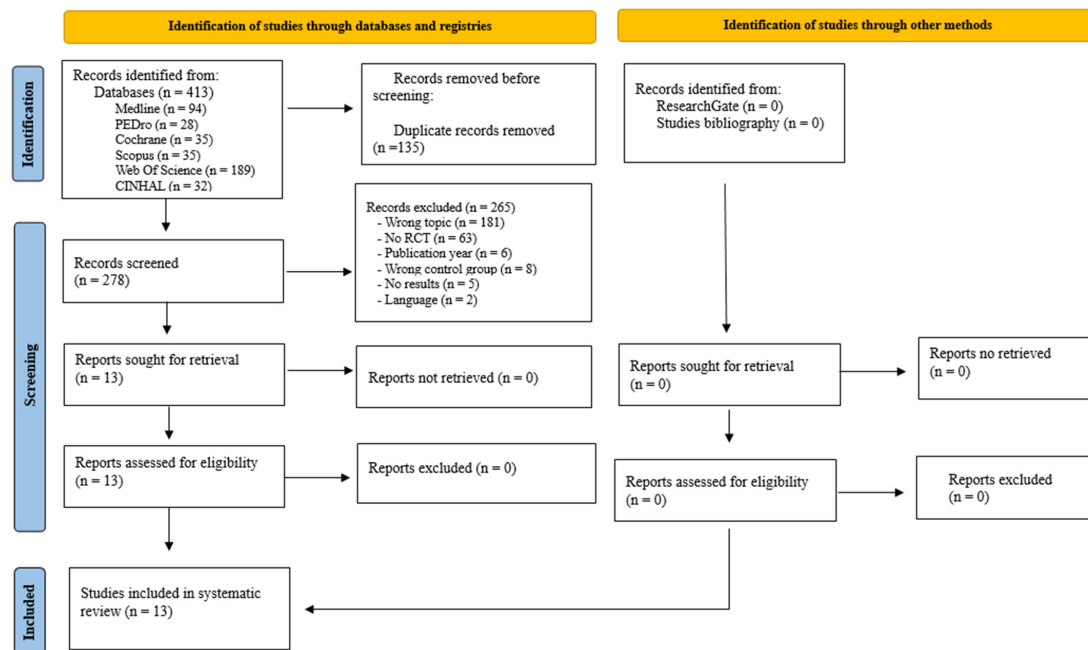 Identification of studies through databases and registries
Identification of studies through other methods
Identification
Records identified from:
Databases (n = 413)
Medline (n = 94)
PEDro (n = 28)
Cochrane (n = 35)
Scopus (n = 35)
Web Of Science (n = 189)
CINHAL (n = 32)
Records removed before
screening:
Duplicate records removed
(n =135)
Records identified from:
ResearchGate (n = 0)
Studies bibliography (n = 0)
Screening
Records screened
(n = 278)
Records excluded (n = 265)
- Wrong topic (n = 181)
- No RCT (n = 63)
- Publication year (n = 6)
- Wrong control group (n = 8)
- No results (n = 5)
- Language (n = 2)
Reports sought for retrieval
(n = 13)
Reports not retrieved (n = 0)
Reports sought for retrieval
(n = 0)
Reports no retrieved
(n = 0)
Reports assessed for eligibility
(n = 13)
Reports excluded (n = 0)
Reports assessed for eligibility
(n = 0)
Reports excluded
(n = 0)
Included
Studies included in systematic
review (n = 13)